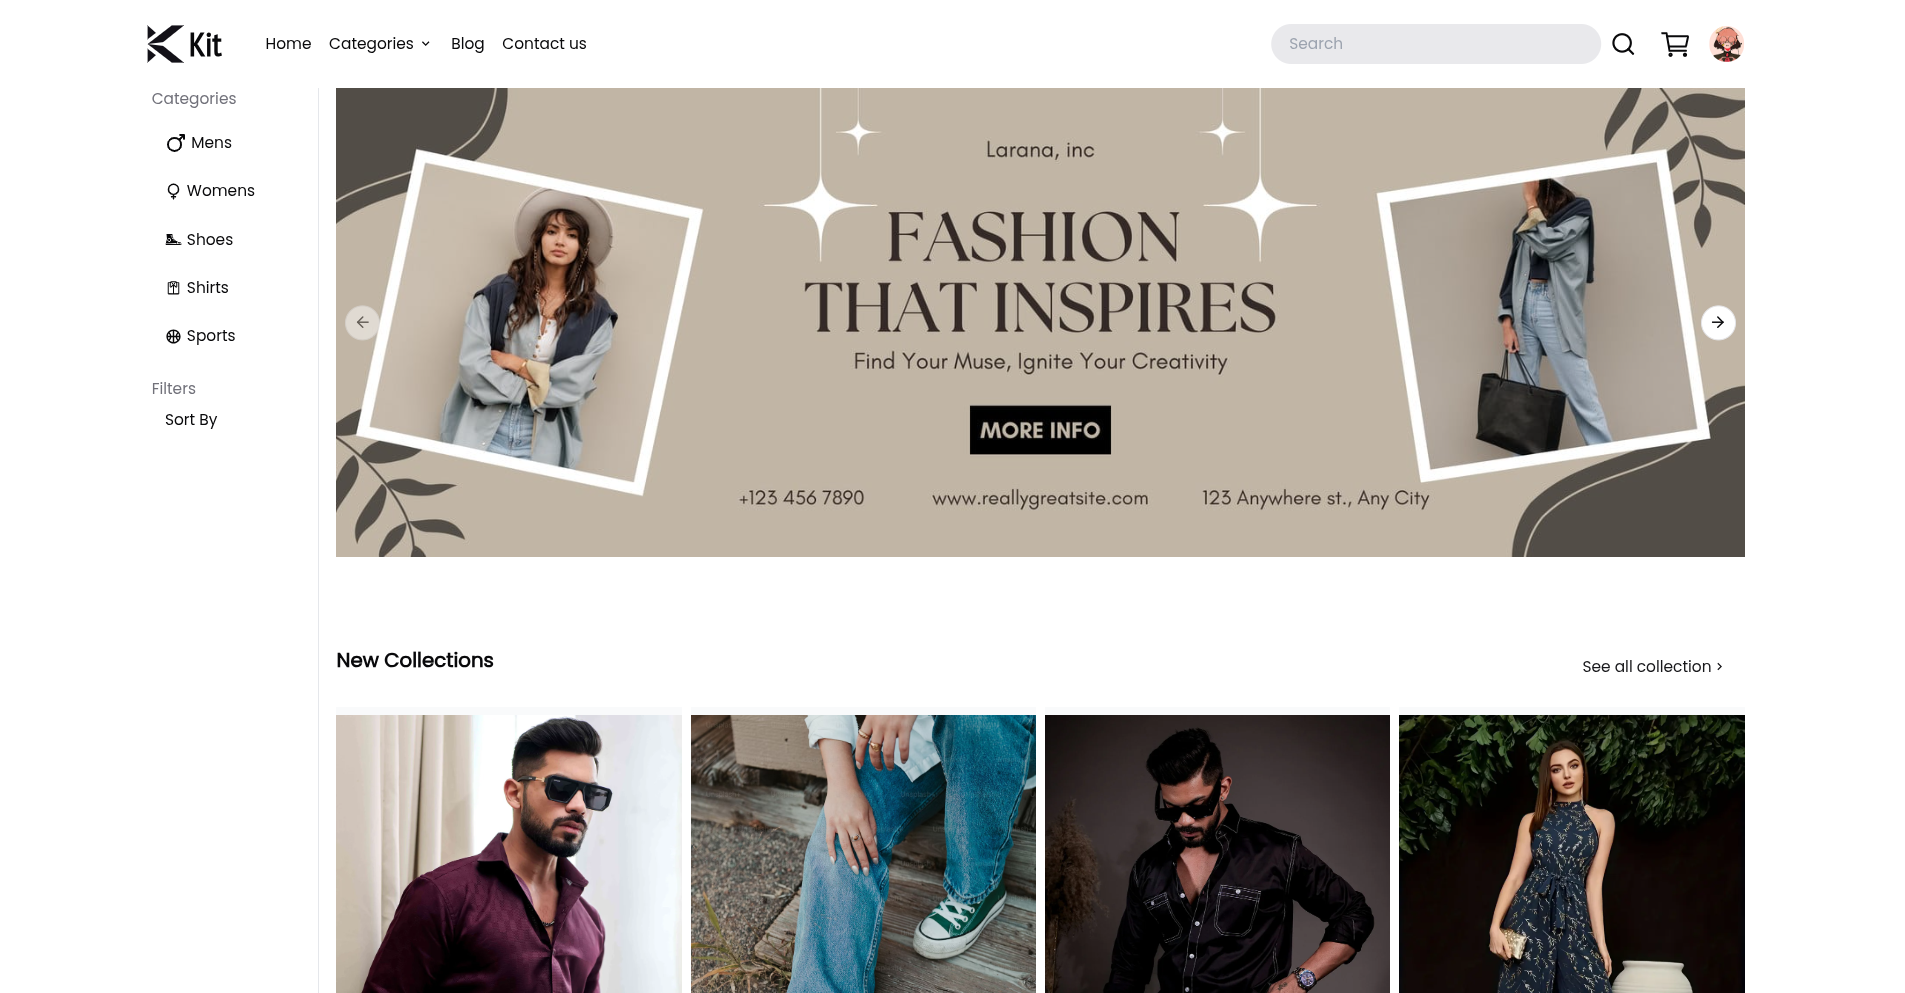 Kit
Home
Categories
Blog
Contact us
Search
Categories
Mens
Womens
Shoes
Shirts
Sports
Filters
Sort By
Larana, inc
FASHION
THAT INSPIRES
Find Your Muse, Ignite Your Creativity
MORE INFO
+123 456 7890
www.reallygreatsite.com
123 Anywhere st., Any City
New Collections
See all collection